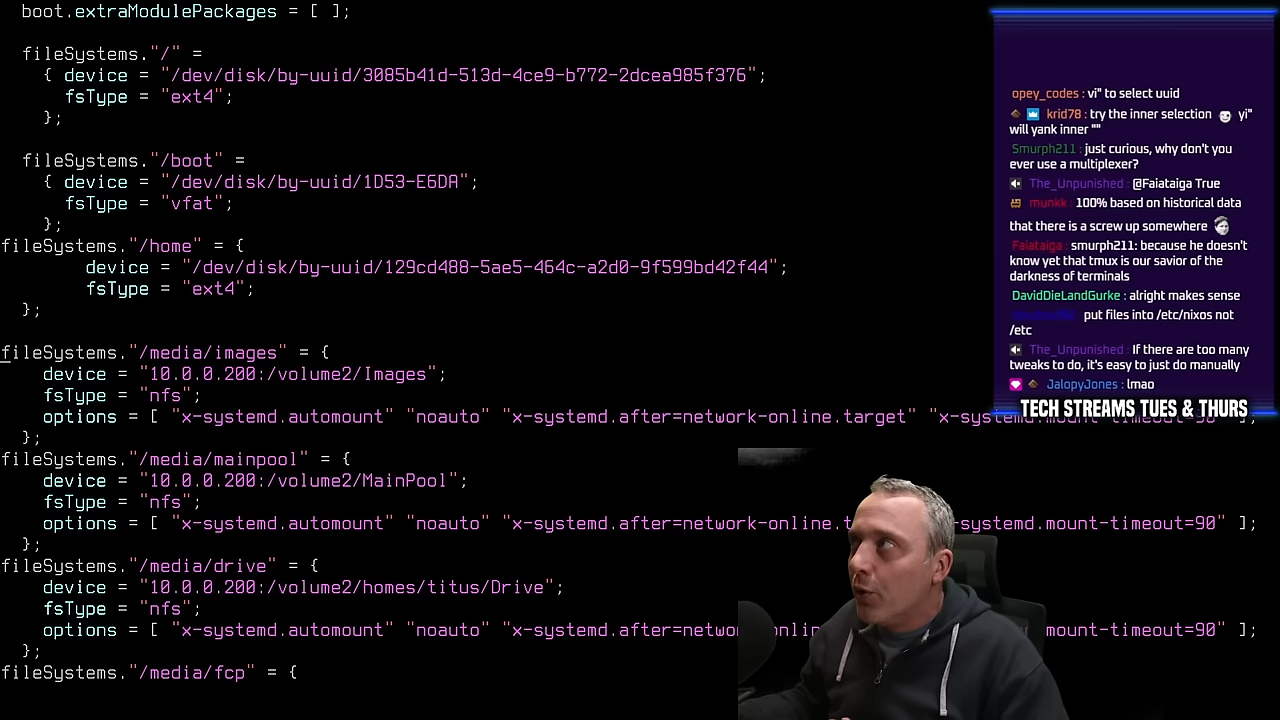 boot.extraModulePackages = [ ];
fileSystems."/" =
{ device = "/dev/disk/by-uuid/3085b41d-513d-4ce9-b772-2dcea985f376";
fsType = "ext4";
};
fileSystems."/boot" =
{ device = "/dev/disk/by-uuid/1D53-E6DA";
fsType = "vfat";
};
fileSystems."/home" = {
device = "/dev/disk/by-uuid/129cd488-5ae5-464c-a2d0-9f599bd42f44";
fsType = "ext4";
};
fileSystems."/media/images" = {
device = "10.0.0.200:/volume2/Images";
fsType = "nfs";
options = [ "x-systemd.automount" "noauto" "x-systemd.after=network-online.target" "x-systemd.mount-timeout=90" ];
};
fileSystems."/media/mainpool" = {
device = "10.0.0.200:/volume2/MainPool";
fsType = "nfs";
options = [ "x-systemd.automount" "noauto" "x-systemd.after=network-online.t -systemd.mount-timeout=90" ];
};
fileSystems."/media/drive" = {
device = "10.0.0.200:/volume2/homes/titus/Drive";
fsType = "nfs";
options = [ "x-systemd.automount" "noauto" "x-systemd.after=network-onlin mount-timeout=90" ];
};
fileSystems."/media/fcp" = {
opey_codes : vi" to select uuid
krid78 : try the inner selection yi"
will yank inner ""
Smurph211 : just curious, why don't you
ever use a multiplexer?
The_Unpunished : @Faiataiga True
munkk : 100% based on historical data
that there is a screw up somewhere
Faiataiga : smurph211: because he doesn't
know yet that tmux is our savior of the
darkness of terminals
DavidDieLandGurke : alright makes sense
put files into /etc/nixos not
/etc
The_Unpunished : If there are too many
tweaks to do, it's easy to just do manually
JalopyJones : lmao
TECH STREAMS TUES & THURS